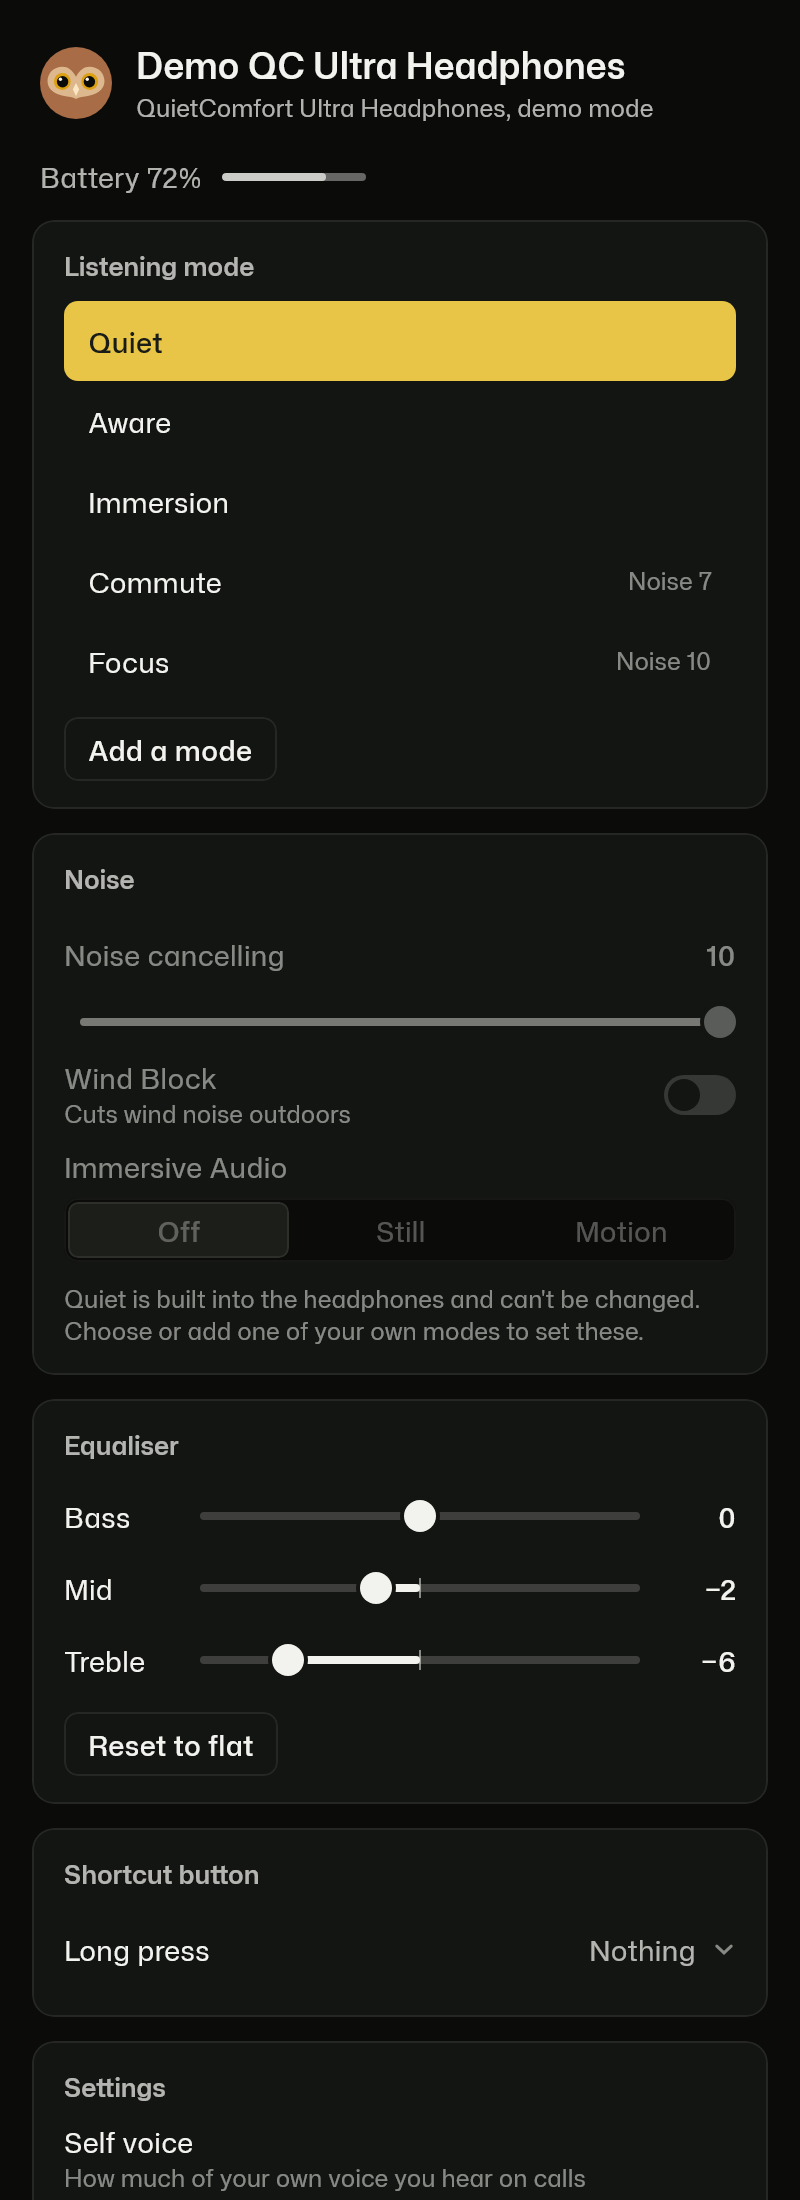 Demo QC Ultra Headphones
QuietComfort Ultra Headphones, demo mode
Battery 72%
Listening mode
Quiet
Aware
Immersion
Commute Noise 7
Focus Noise 10
Add a mode
Noise
Noise cancelling 10
Wind Block
Cuts wind noise outdoors
Immersive Audio
Off Still Motion
Quiet is built into the headphones and can't be changed.
Choose or add one of your own modes to set these.
Equaliser
Bass 0
Mid −2
Treble −6
Reset to flat
Shortcut button
Long press Nothing
Settings
Self voice
How much of your own voice you hear on calls